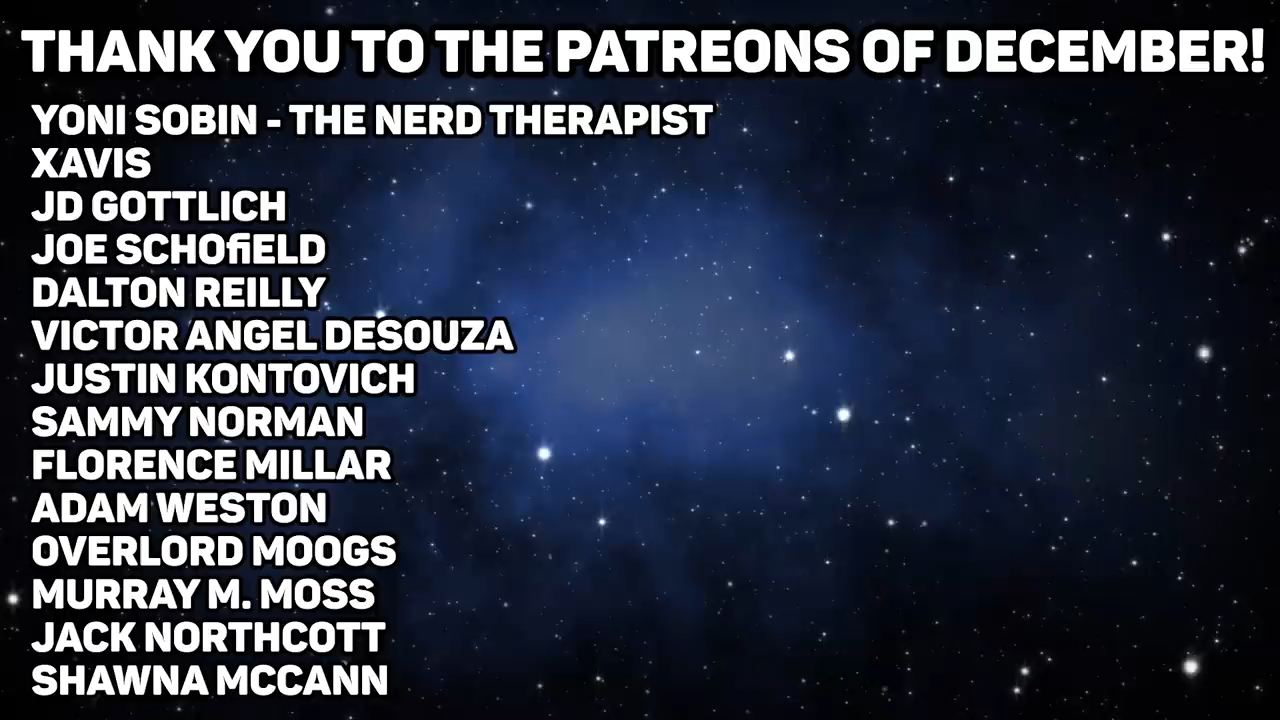 THANK YOU TO THE PATREONS OF DECEMBER!
YONI SOBIN - THE NERD THERAPIST
XAVIS
JD GOTTLICH
JOE SCHOfiELD
DALTON REILLY
VICTOR ANGEL DESOUZA
JUSTIN KONTOVICH
SAMMY NORMAN
FLORENCE MILLAR
ADAM WESTON
OVERLORD MOOGS
MURRAY M. MOSS
JACK NORTHCOTT
SHAWNA MCCANN